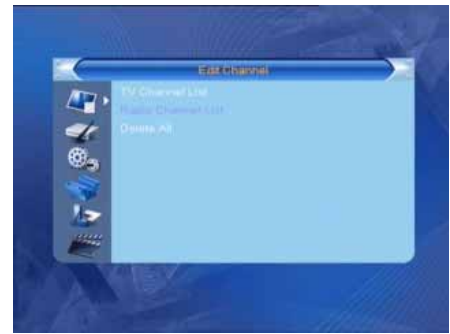 Edit Channel
TV Channel List
Radio Channel List
Delete All